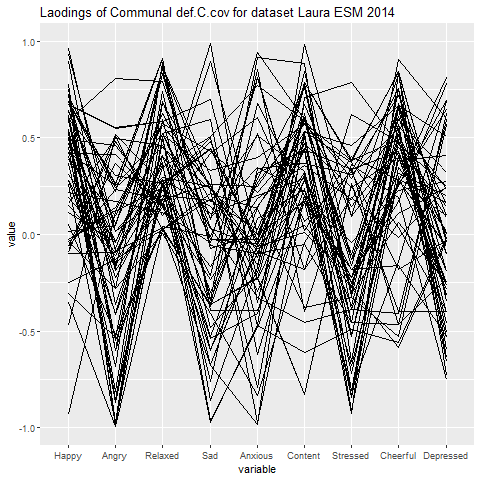 Laodings of Communal def.C.cov for dataset Laura ESM 2014
1.0
0.5
0.0
-0.5
-1.0
value
Happy Angry Relaxed Sad Anxious Content Stressed Cheerful Depressed
variable